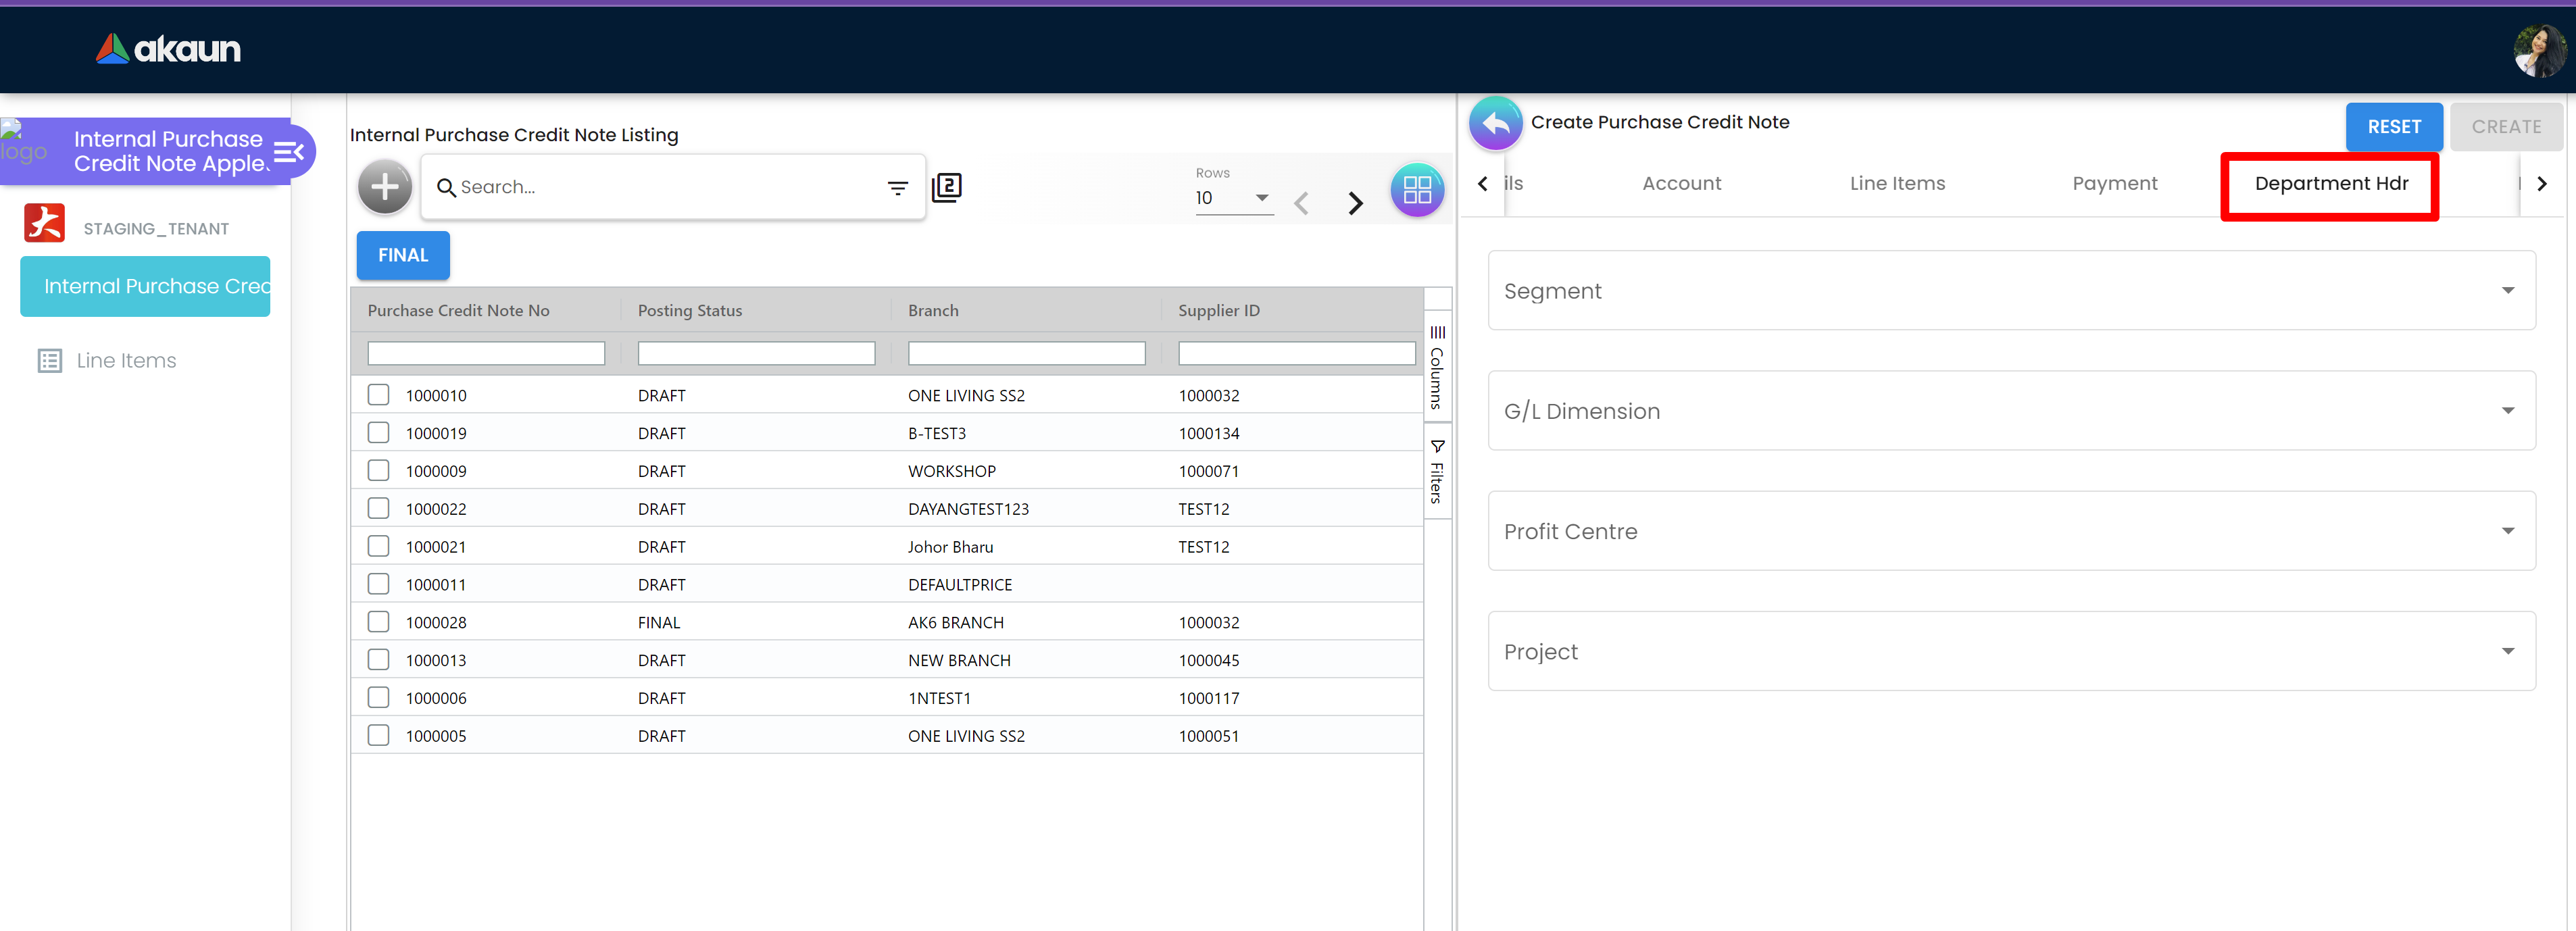 akaun
logo
Internal Purchase
Credit Note Apple.
STAGING_TENANT
Internal Purchase Cred
Line Items
Internal Purchase Credit Note Listing
Search...
2
Rows
10
FINAL
Purchase Credit Note No Posting Status Branch Supplier ID
1000010 DRAFT ONE LIVING SS2 1000032
1000019 DRAFT B-TEST3 1000134
1000009 DRAFT WORKSHOP 1000071
1000022 DRAFT DAYANGTEST123 TEST12
1000021 DRAFT Johor Bharu TEST12
1000011 DRAFT DEFAULTPRICE
1000028 FINAL AK6 BRANCH 1000032
1000013 DRAFT NEW BRANCH 1000045
1000006 DRAFT 1NTEST1 1000117
1000005 DRAFT ONE LIVING SS2 1000051
Columns
Filters
Create Purchase Credit Note
RESET CREATE
ils Account Line Items Payment Department Hdr
Segment
G/L Dimension
Profit Centre
Project